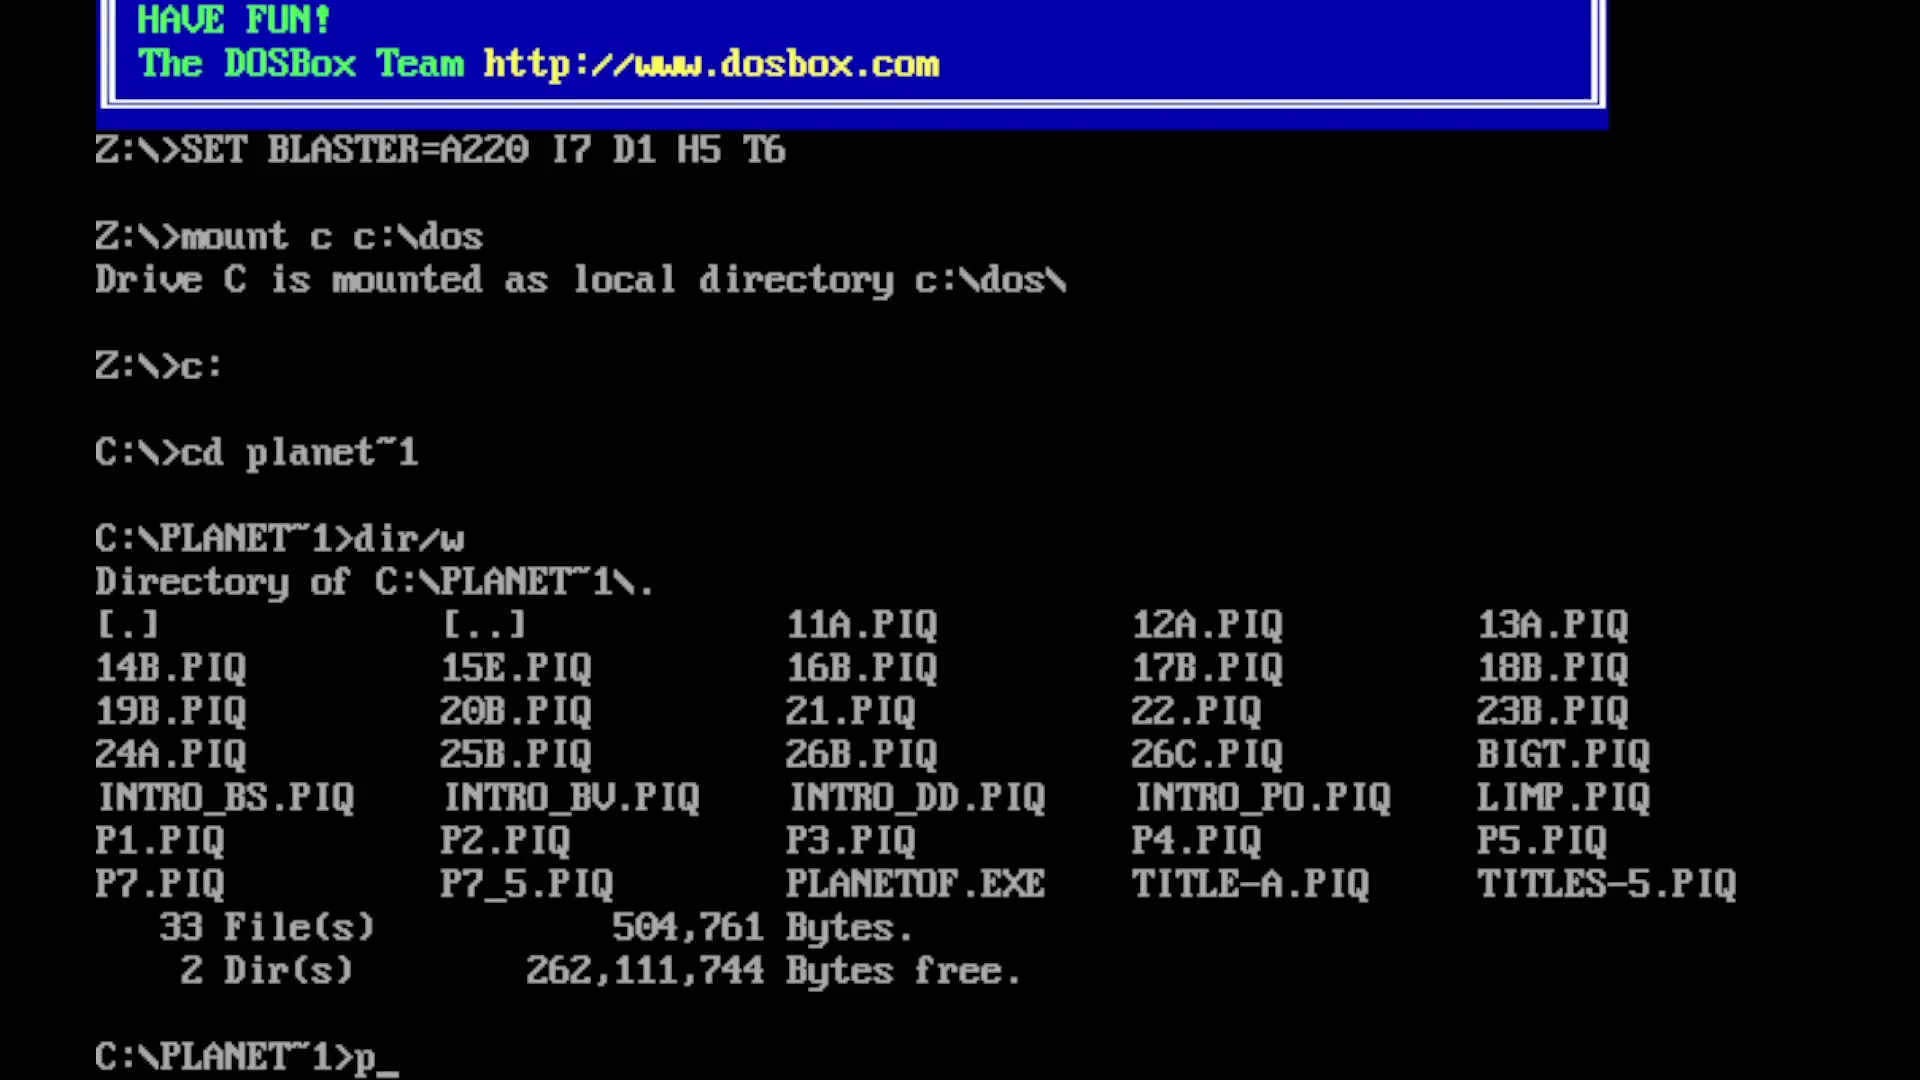 HAVE FUN!
The DOSBox Team http://www.dosbox.com
Z:\>SET BLASTER=A220 I7 D1 H5 T6
Z:\>mount c c:\dos
Drive C is mounted as local directory c:\dos\
Z:\>c:
C:\>cd planet~1
C:\PLANET~1>dir/w
Directory of C:\PLANET~1\.
[.] [..] 11A.PIQ 12A.PIQ 13A.PIQ
14B.PIQ 15E.PIQ 16B.PIQ 17B.PIQ 18B.PIQ
19B.PIQ 20B.PIQ 21.PIQ 22.PIQ 23B.PIQ
24A.PIQ 25B.PIQ 26B.PIQ 26C.PIQ BIGT.PIQ
INTRO_BS.PIQ INTRO_BV.PIQ INTRO_DD.PIQ INTRO_PO.PIQ LIMP.PIQ
P1.PIQ P2.PIQ P3.PIQ P4.PIQ P5.PIQ
P7.PIQ P7_5.PIQ PLANETOF.EXE TITLE-A.PIQ TITLES-5.PIQ
33 File(s) 504,761 Bytes.
2 Dir(s) 262,111,744 Bytes free.
C:\PLANET~1>p_